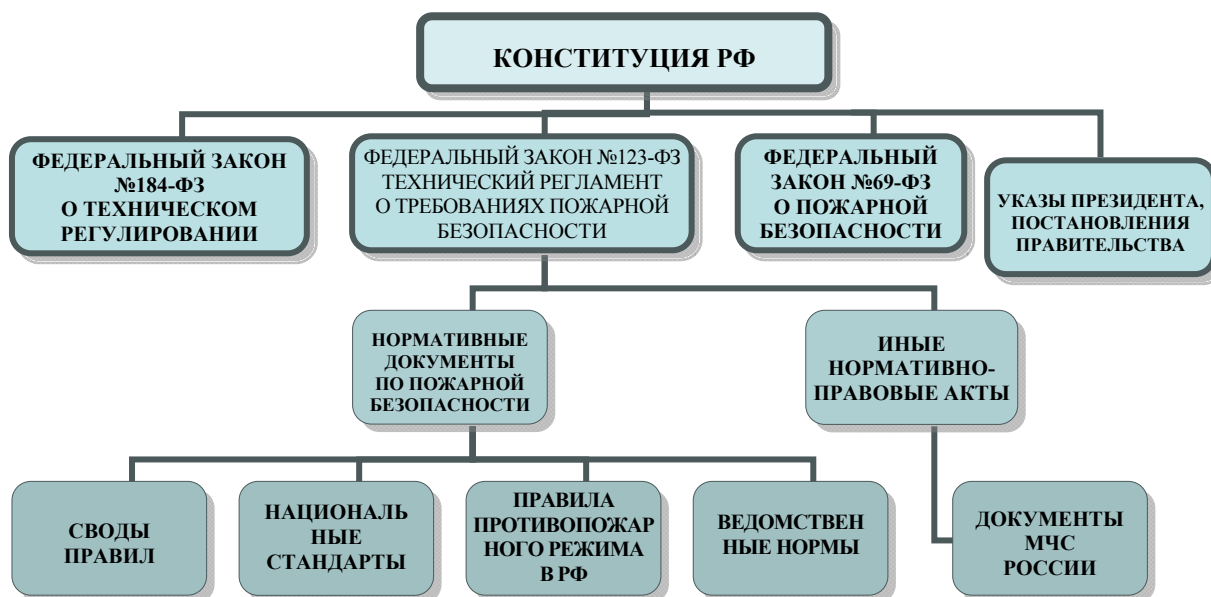 КОНСТИТУЦИЯ РФ
ФЕДЕРАЛЬНЫЙ ЗАКОН
№184-ФЗ
О ТЕХНИЧЕСКОМ
РЕГУЛИРОВАНИИ
ФЕДЕРАЛЬНЫЙ ЗАКОН №123-ФЗ
ТЕХНИЧЕСКИЙ РЕГЛАМЕНТ
О ТРЕБОВАНИЯХ ПОЖАРНОЙ
БЕЗОПАСНОСТИ
ФЕДЕРАЛЬНЫЙ
ЗАКОН №69-ФЗ
О ПОЖАРНОЙ
БЕЗОПАСНОСТИ
УКАЗЫ ПРЕЗИДЕНТА,
ПОСТАНОВЛЕНИЯ
ПРАВИТЕЛЬСТВА
НОРМАТИВНЫЕ
ДОКУМЕНТЫ
ПО ПОЖАРНОЙ
БЕЗОПАСНОСТИ
ИНЫЕ
НОРМАТИВНО-
ПРАВОВЫЕ АКТЫ
СВОДЫ
ПРАВИЛ
НАЦИОНАЛЬ
НЫЕ
СТАНДАРТЫ
ПРАВИЛА
ПРОТИВОПОЖАР
НОГО РЕЖИМА
В РФ
ВЕДОМСТВЕН
НЫЕ НОРМЫ
ДОКУМЕНТЫ
МЧС
РОССИИ